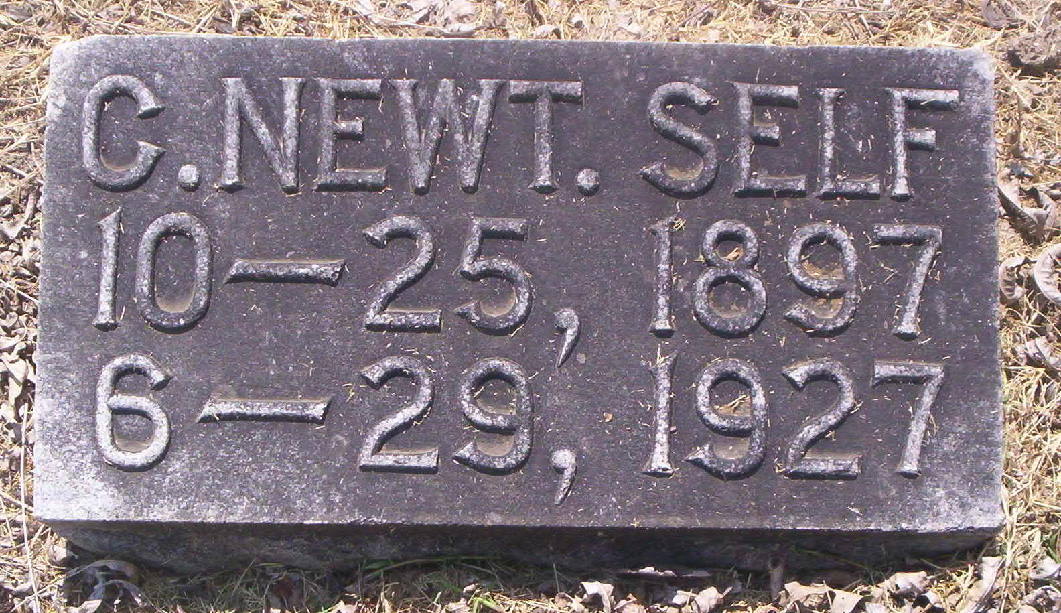 C. NEWT. SELF
10 — 25, 1897
6 — 29, 1927